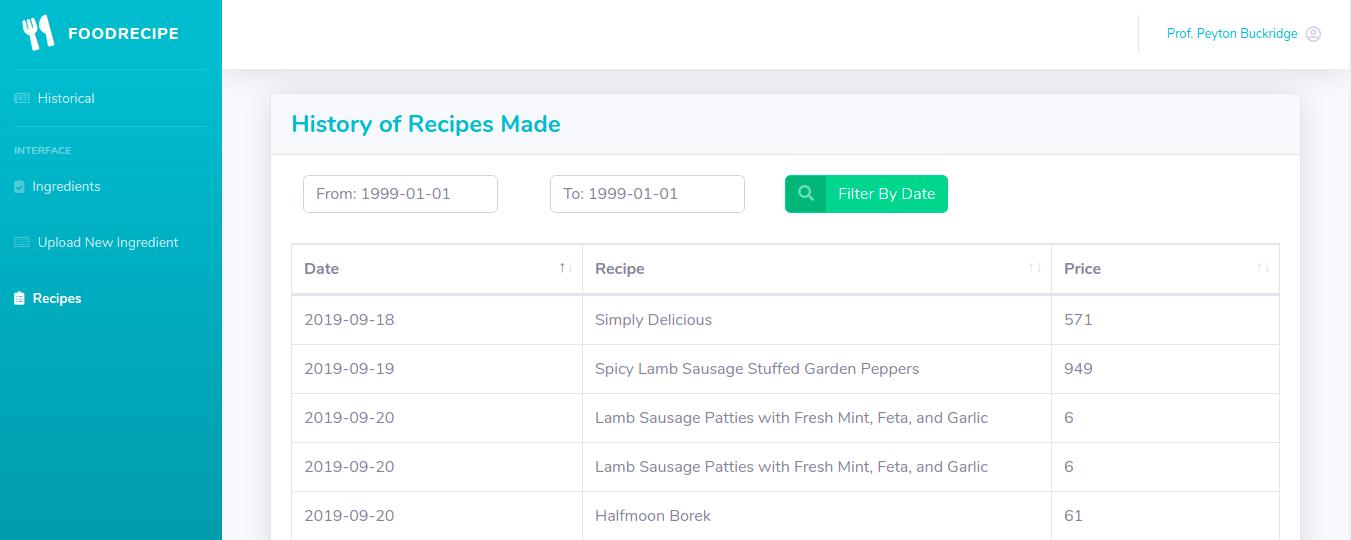 FOODRECIPE
Prof. Peyton Buckridge
Historical
INTERFACE
Ingredients
Upload New Ingredient
Recipes
History of Recipes Made
From: 1999-01-01 To: 1999-01-01 Filter By Date
Date ↑↓ Recipe ↑↓ Price ↑↓
2019-09-18 Simply Delicious 571
2019-09-19 Spicy Lamb Sausage Stuffed Garden Peppers 949
2019-09-20 Lamb Sausage Patties with Fresh Mint, Feta, and Garlic 6
2019-09-20 Lamb Sausage Patties with Fresh Mint, Feta, and Garlic 6
2019-09-20 Halfmoon Borek 61